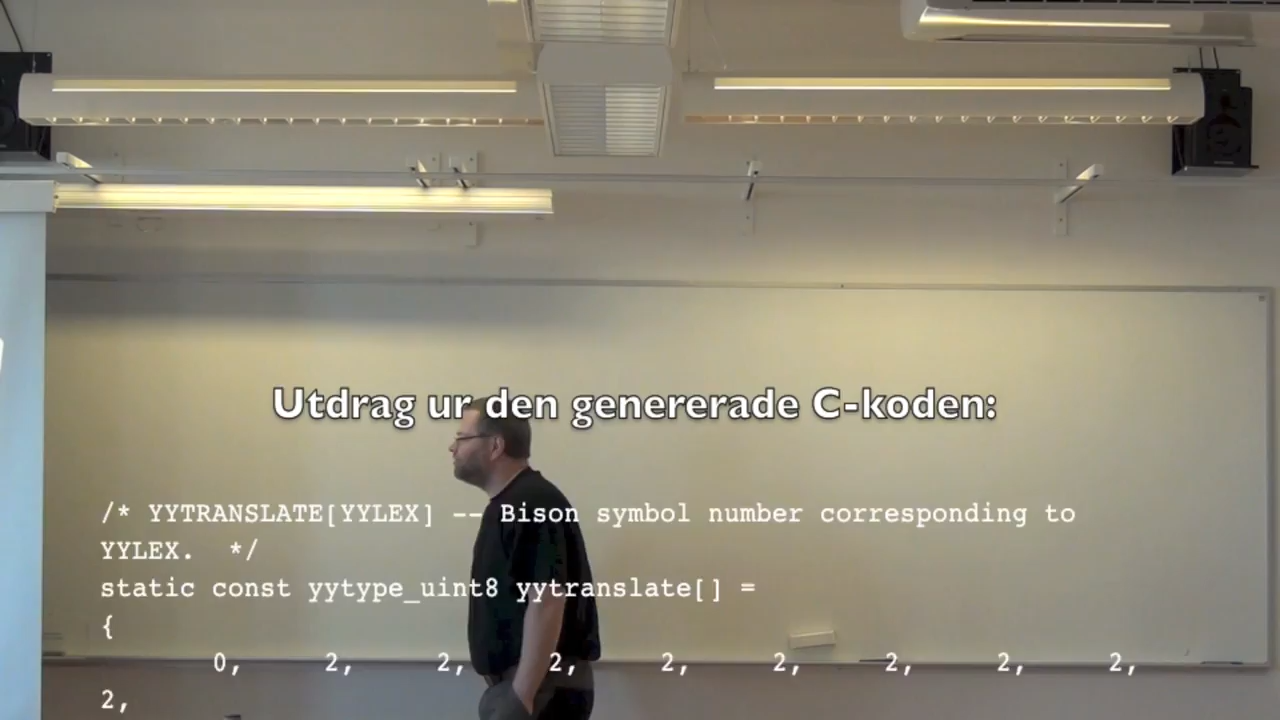 Utdrag ur den genererade C-koden:
/* YYTRANSLATE[YYLEX] -- Bison symbol number corresponding to
YYLEX.  */
static const yytype_uint8 yytranslate[] =
{
0, 2, 2, 2, 2, 2, 2, 2, 2,
2,